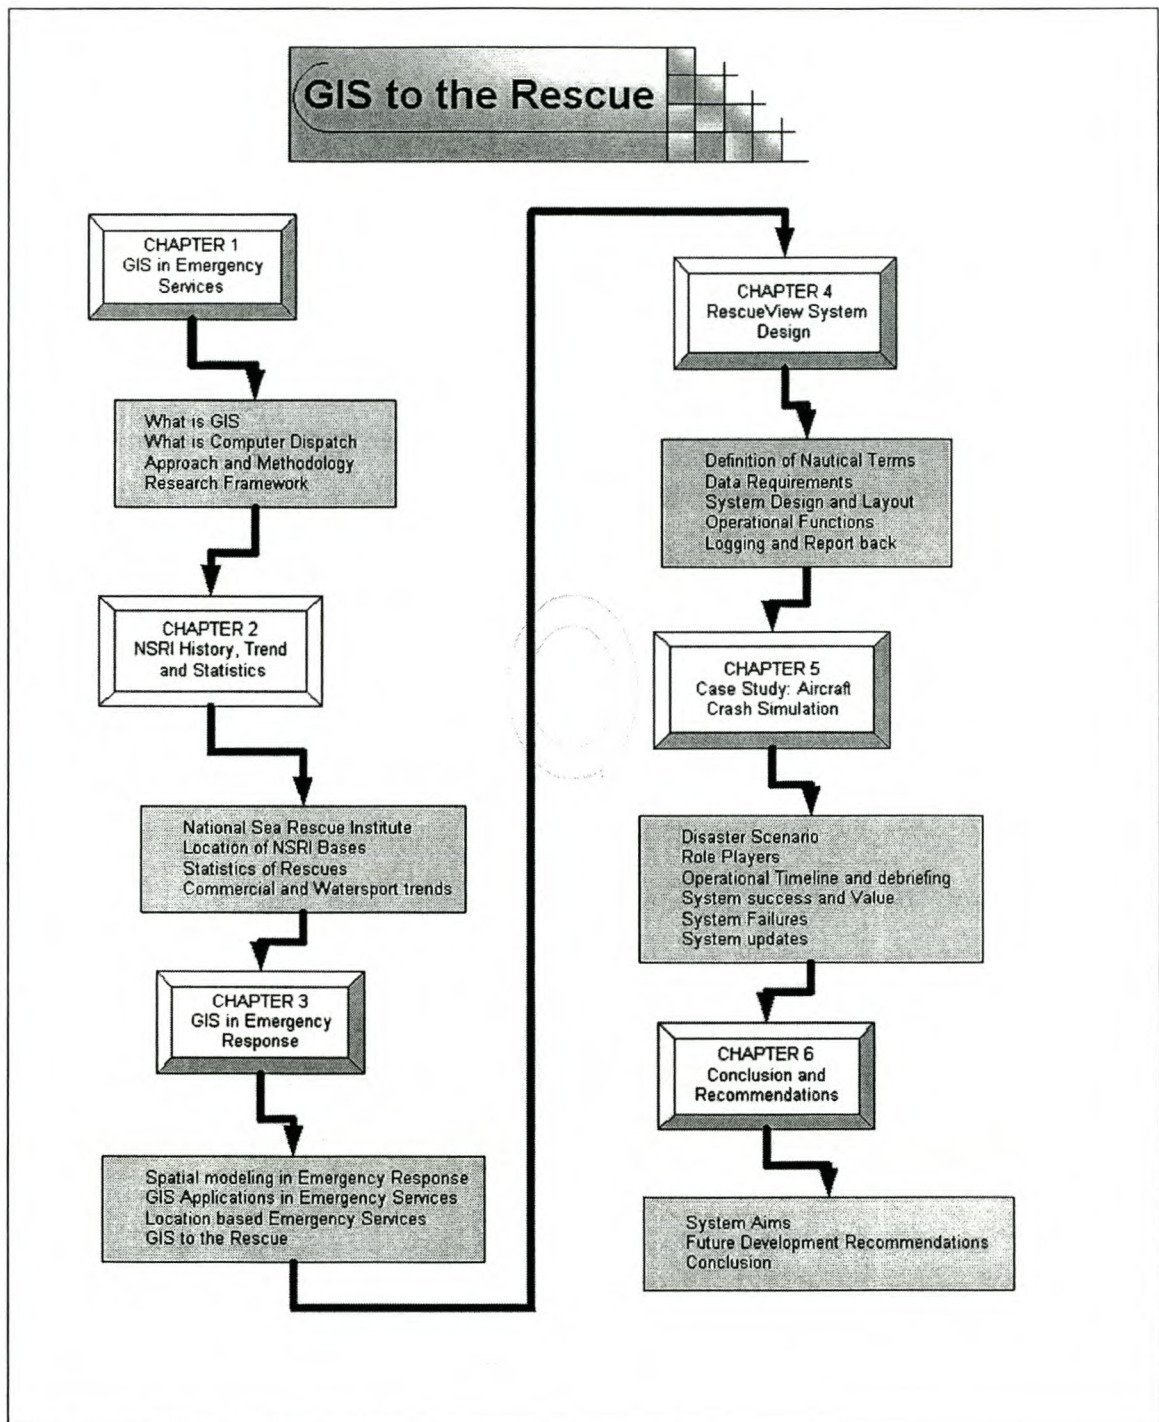 GIS to the Rescue
CHAPTER 1
GIS in Emergency
Services
What is GIS
What is Computer Dispatch
Approach and Methodology
Research Framework
CHAPTER 2
NSRI History, Trend
and Statistics
National Sea Rescue Institute
Location of NSRI Bases
Statistics of Rescues
Commercial and Watersport trends
CHAPTER 3
GIS in Emergency
Response
Spatial modeling in Emergency Response
GIS Applications in Emergency Services
Location based Emergency Services
GIS to the Rescue
CHAPTER 4
RescueView System
Design
Definition of Nautical Terms
Data Requirements
System Design and Layout
Operational Functions
Logging and Report back
CHAPTER 5
Case Study: Aircraft
Crash Simulation
Disaster Scenario
Role Players
Operational Timeline and debriefing
System success and Value
System Failures
System updates
CHAPTER 6
Conclusion and
Recommendations
System Aims
Future Development Recommendations
Conclusion